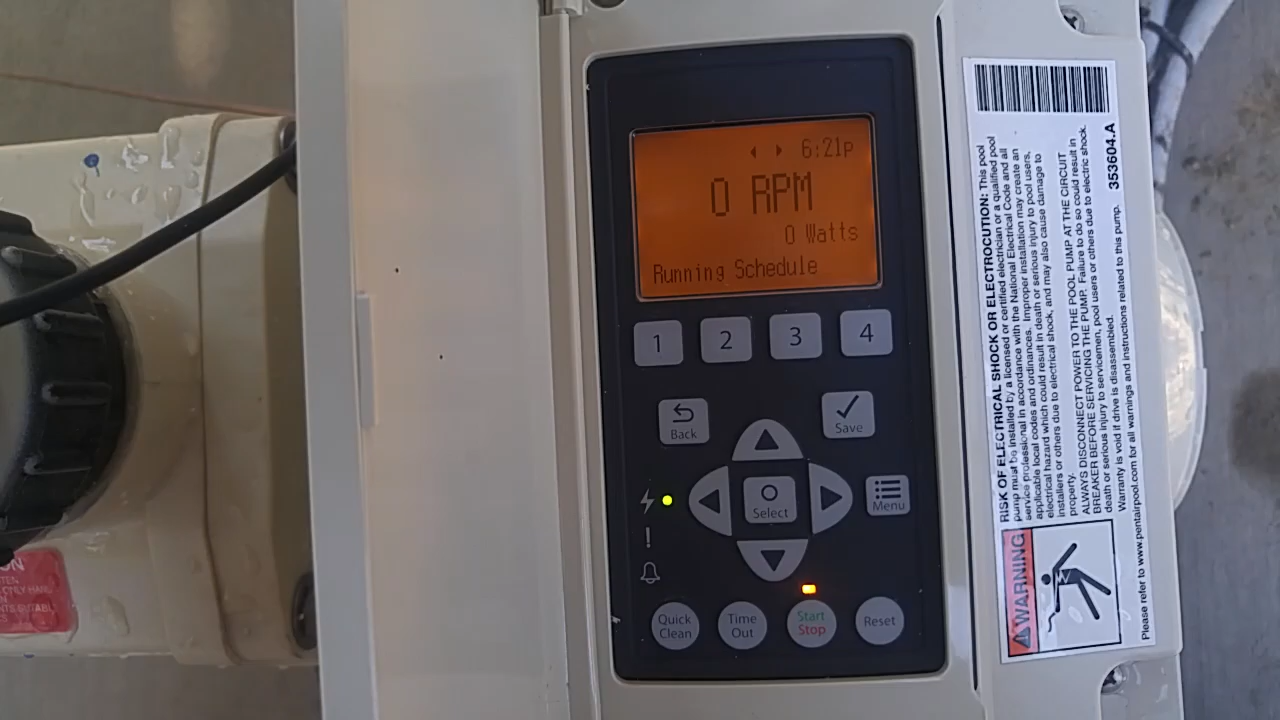 6:21p
0 RPM
0 Watts
Running Schedule
1
2
3
4
Back
Save
Select
Menu
Quick
Clean
Time
Out
Start
Stop
Reset
RISK OF ELECTRICAL SHOCK OR ELECTROCUTION: This pool
pump must be installed by a licensed or certified electrician or a qualified pool
service professional in accordance with the National Electrical Code and all
applicable local codes and ordinances. Improper installation may create an
electrical hazard which could result in death or serious injury to pool users,
installers or others due to electrical shock, and may also cause damage to
property.
ALWAYS DISCONNECT POWER TO THE POOL PUMP AT THE CIRCUIT
BREAKER BEFORE SERVICING THE PUMP. Failure to do so could result in
death or serious injury to servicemen, pool users or others due to electric shock.
Warranty is void if drive is disassembled.
353604.A
WARNING
Please refer to www.pentairpool.com for all warnings and instructions related to this pump.
ONLY HAND